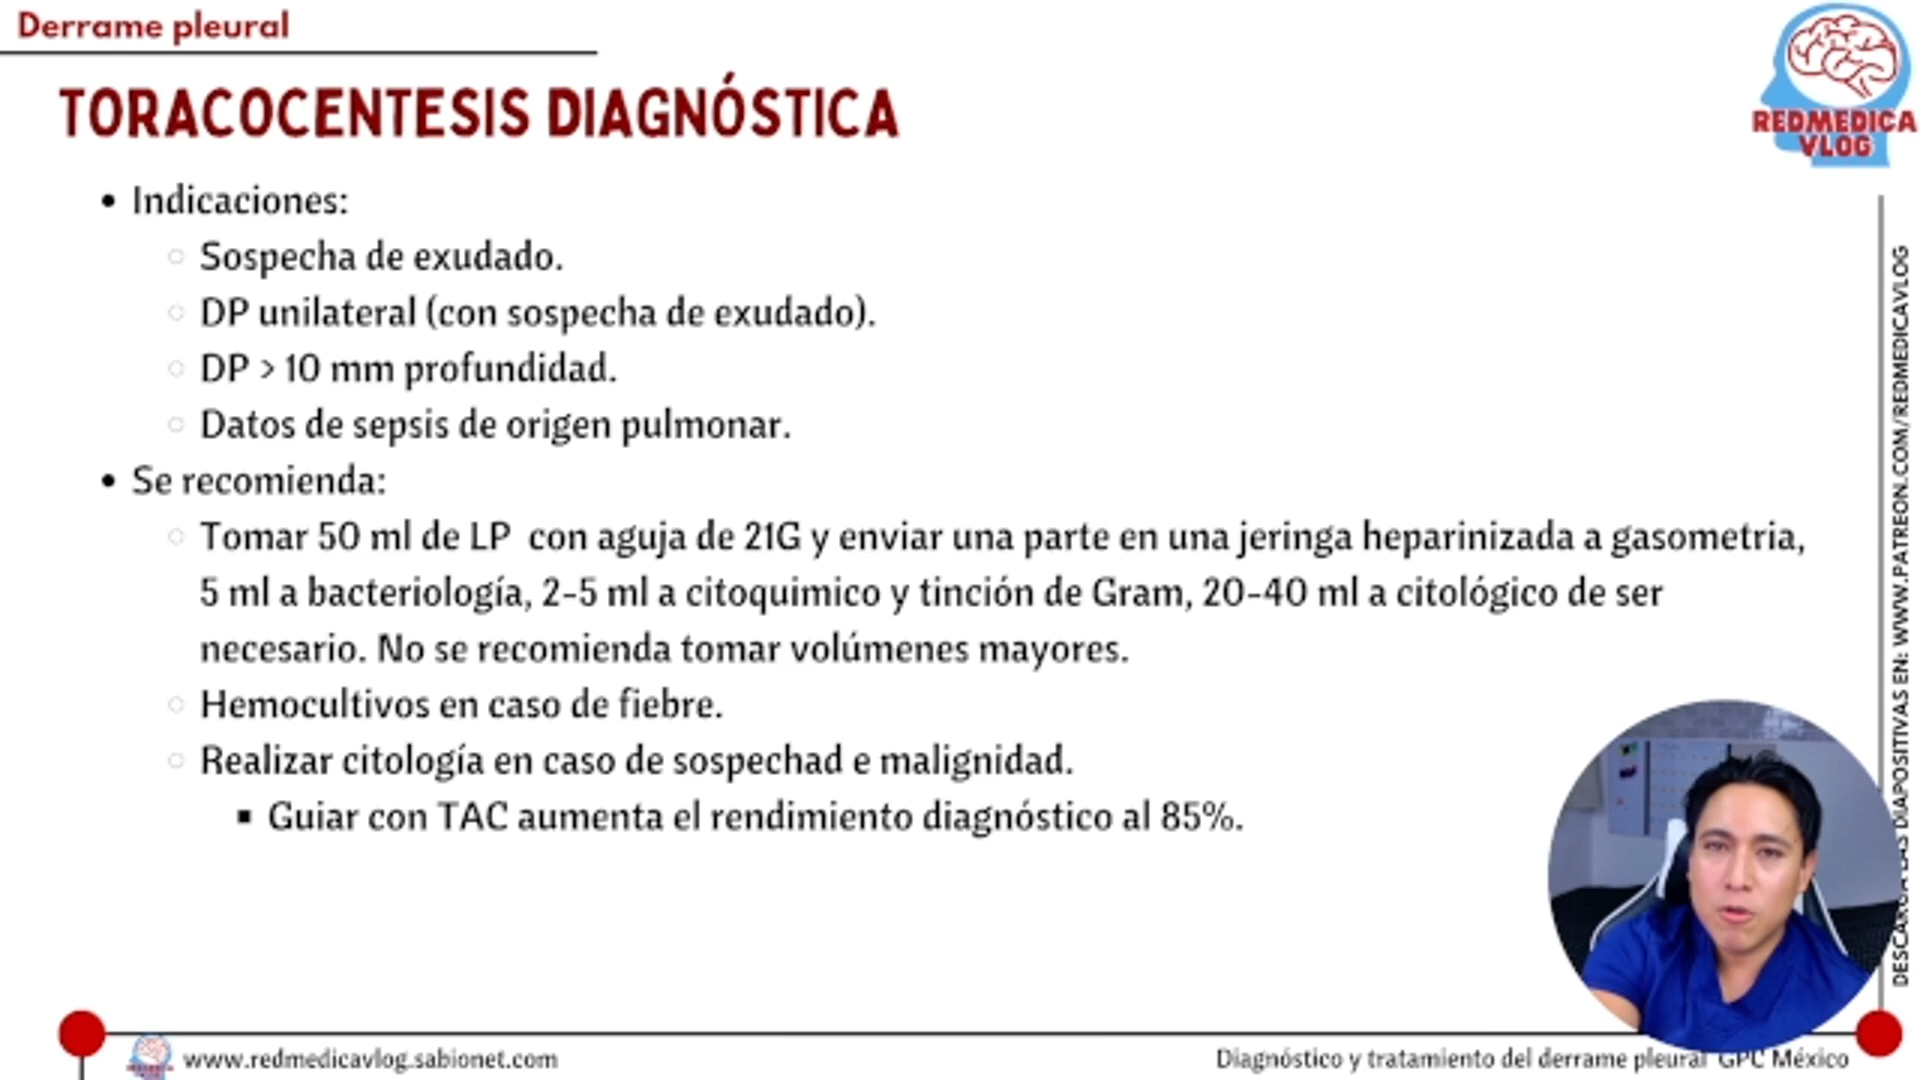 Derrame pleural
TORACOCENTESIS DIAGNÓSTICA
REDMEDICA
VLOG
• Indicaciones:
○ Sospecha de exudado.
○ DP unilateral (con sospecha de exudado).
○ DP > 10 mm profundidad.
○ Datos de sepsis de origen pulmonar.
• Se recomienda:
○ Tomar 50 ml de LP con aguja de 21G y enviar una parte en una jeringa heparinizada a gasometria,
5 ml a bacteriología, 2-5 ml a citoquimico y tinción de Gram, 20-40 ml a citológico de ser
necesario. No se recomienda tomar volúmenes mayores.
○ Hemocultivos en caso de fiebre.
○ Realizar citología en caso de sospechad e malignidad.
▪ Guiar con TAC aumenta el rendimiento diagnóstico al 85%.
DESCARGA LAS DIAPOSITIVAS EN: WWW.PATREON.COM/REDMEDICAVLOG
www.redmedicavlog.sabionet.com
Diagnóstico y tratamiento del derrame pleural GPC México